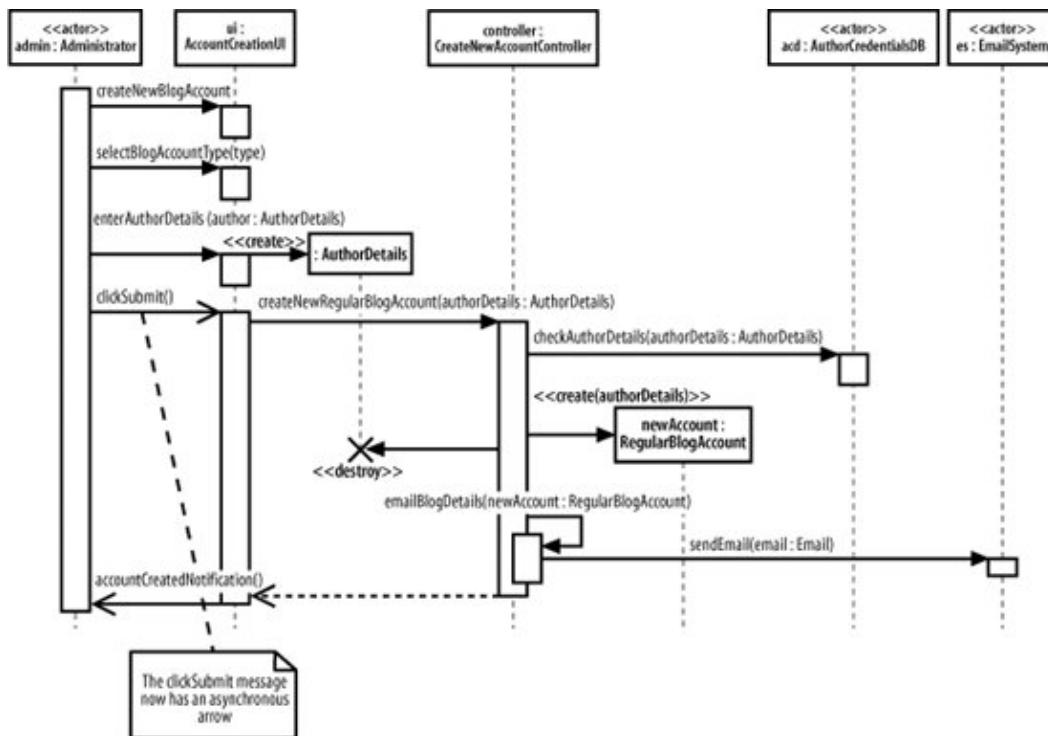 <<actor>>
admin : Administrator
ui :
AccountCreationUI
controller :
CreateNewAccountController
<<actor>>
acd : AuthorCredentialsDB
<<actor>>
es : EmailSystem
createNewBlogAccount
selectBlogAccountType(type)
enterAuthorDetails (author : AuthorDetails)
<<create>>
: AuthorDetails
clickSubmit()
createNewRegularBlogAccount(authorDetails : AuthorDetails)
checkAuthorDetails(authorDetails : AuthorDetails)
<<create(authorDetails)>>
newAccount :
RegularBlogAccount
<<destroy>>
emailBlogDetails(newAccount : RegularBlogAccount)
sendEmail(email : Email)
accountCreatedNotification()
The clickSubmit message
now has an asynchronous
arrow